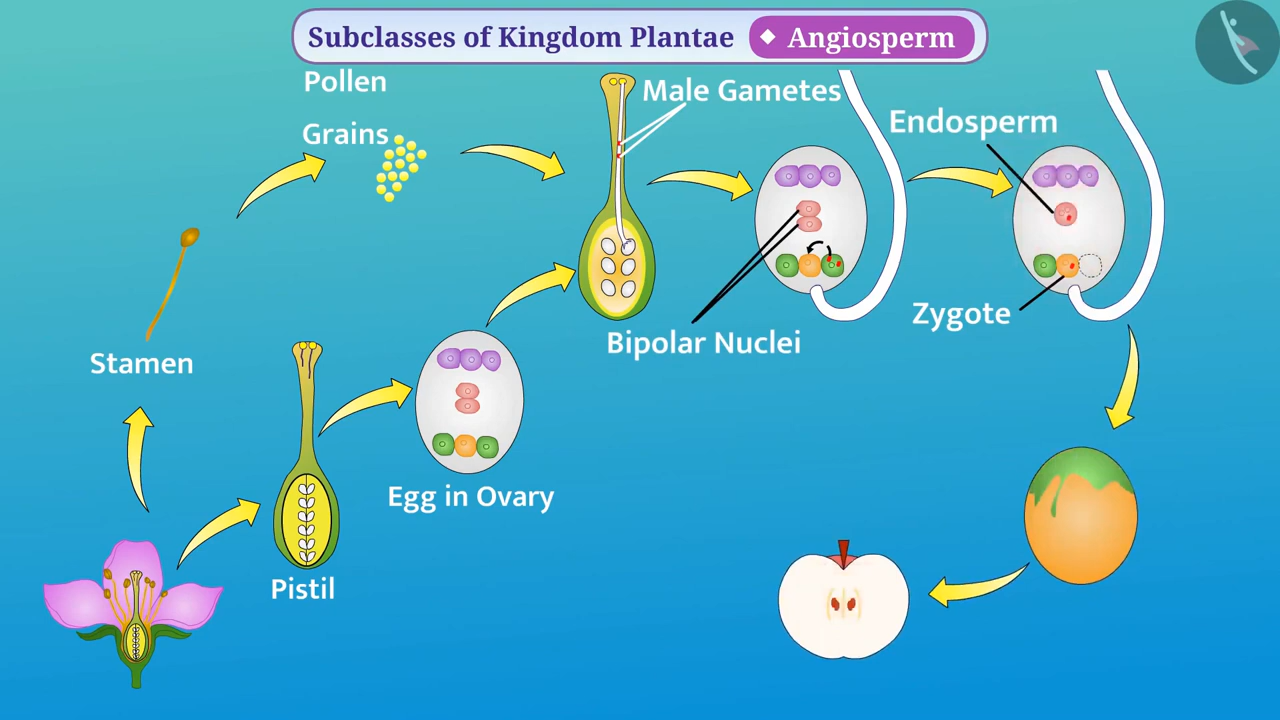 Subclasses of Kingdom Plantae ◆ Angiosperm
Pollen
Grains
Male Gametes
Endosperm
Bipolar Nuclei
Zygote
Stamen
Egg in Ovary
Pistil